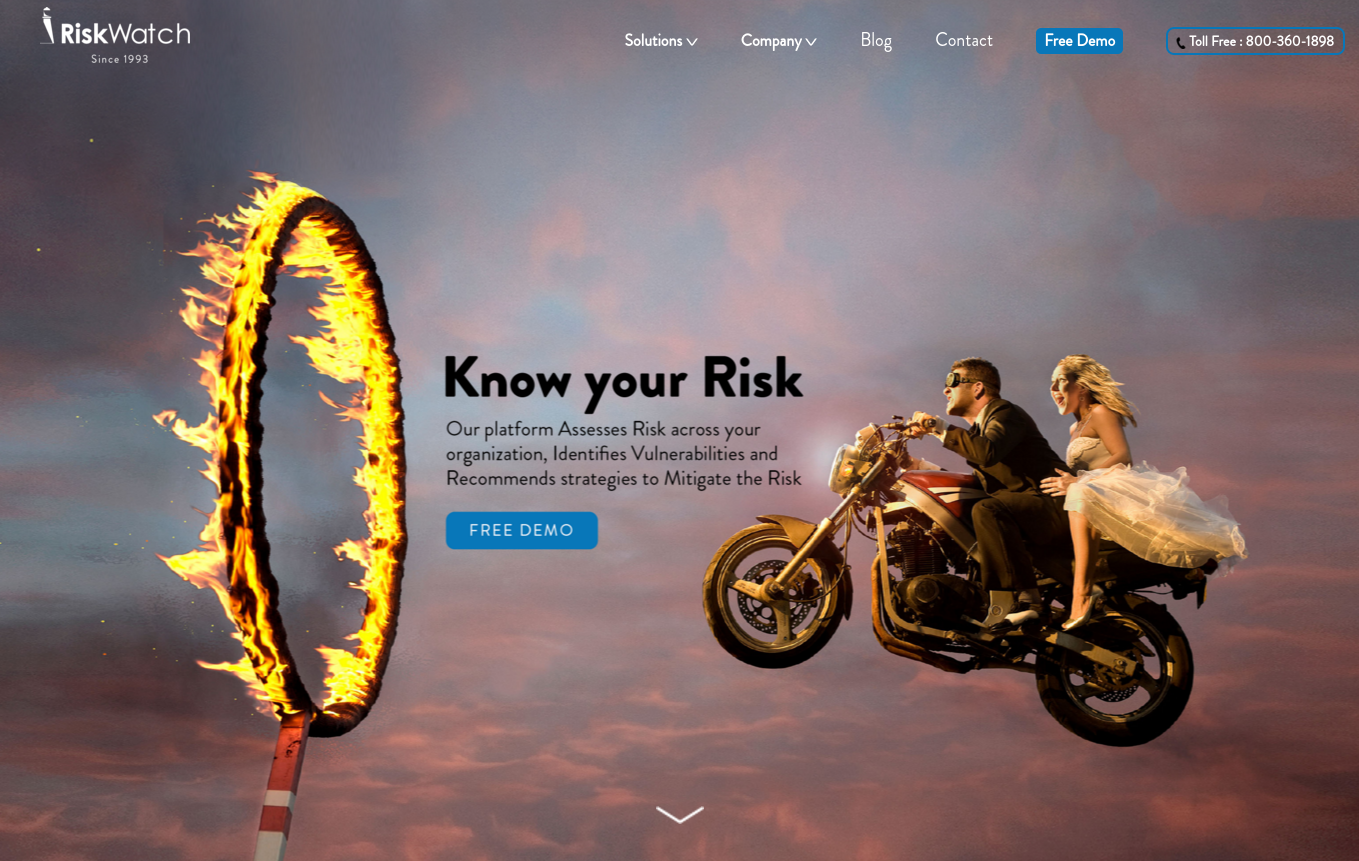 RiskWatch
Since 1993
Solutions
Company
Blog
Contact
Free Demo
Toll Free : 800-360-1898
Know your Risk
Our platform Assesses Risk across your
organization, Identifies Vulnerabilities and
Recommends strategies to Mitigate the Risk
FREE DEMO